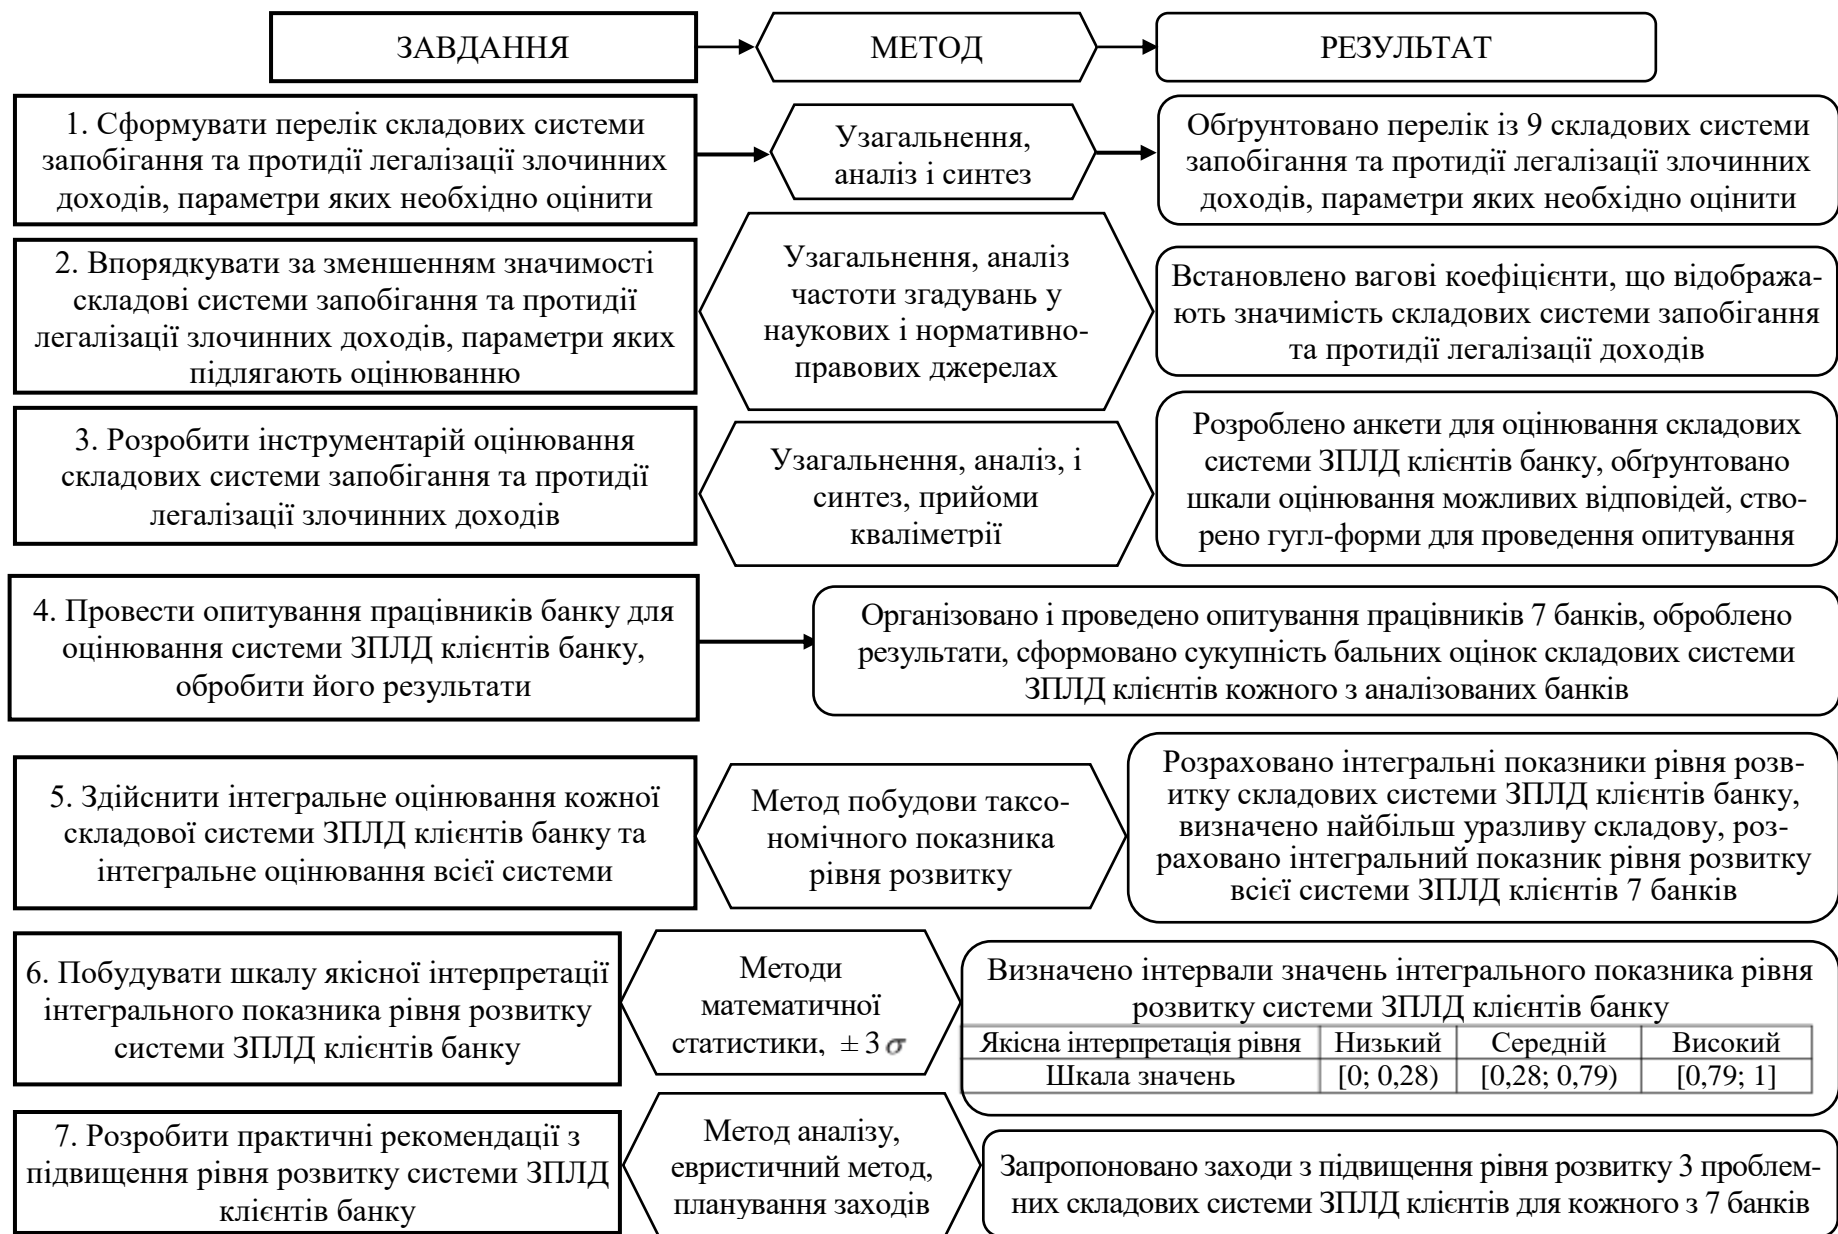 ЗАВДАННЯ
МЕТОД
РЕЗУЛЬТАТ
1. Сформувати перелік складових системи
запобігання та протидії легалізації злочинних
доходів, параметри яких необхідно оцінити
Узагальнення,
аналіз і синтез
Обґрунтовано перелік із 9 складових системи
запобігання та протидії легалізації злочинних
доходів, параметри яких необхідно оцінити
2. Впорядкувати за зменшенням значимості
складові системи запобігання та протидії
легалізації злочинних доходів, параметри яких
підлягають оцінюванню
Узагальнення, аналіз
частоти згадувань у
наукових і нормативно-
правових джерелах
Встановлено вагові коефіцієнти, що відобража-
ють значимість складових системи запобігання
та протидії легалізації доходів
3. Розробити інструментарій оцінювання
складових системи запобігання та протидії
легалізації злочинних доходів
Узагальнення, аналіз, і
синтез, прийоми
кваліметрії
Розроблено анкети для оцінювання складових
системи ЗПЛД клієнтів банку, обґрунтовано
шкали оцінювання можливих відповідей, ство-
рено гугл-форми для проведення опитування
4. Провести опитування працівників банку для
оцінювання системи ЗПЛД клієнтів банку,
обробити його результати
Організовано і проведено опитування працівників 7 банків, оброблено
результати, сформовано сукупність бальних оцінок складових системи
ЗПЛД клієнтів кожного з аналізованих банків
5. Здійснити інтегральне оцінювання кожної
складової системи ЗПЛД клієнтів банку та
інтегральне оцінювання всієї системи
Метод побудови таксо-
номічного показника
рівня розвитку
Розраховано інтегральні показники рівня розв-
итку складових системи ЗПЛД клієнтів банку,
визначено найбільш уразливу складову, роз-
раховано інтегральний показник рівня розвитку
всієї системи ЗПЛД клієнтів 7 банків
6. Побудувати шкалу якісної інтерпретації
інтегрального показника рівня розвитку
системи ЗПЛД клієнтів банку
Методи
математичної
статистики, ± 3 σ
Визначено інтервали значень інтегрального показника рівня
розвитку системи ЗПЛД клієнтів банку
Якісна інтерпретація рівня Низький Середній Високий
Шкала значень [0; 0,28) [0,28; 0,79) [0,79; 1]
7. Розробити практичні рекомендації з
підвищення рівня розвитку системи ЗПЛД
клієнтів банку
Метод аналізу,
евристичний метод,
планування заходів
Запропоновано заходи з підвищення рівня розвитку 3 проблем-
них складових системи ЗПЛД клієнтів для кожного з 7 банків